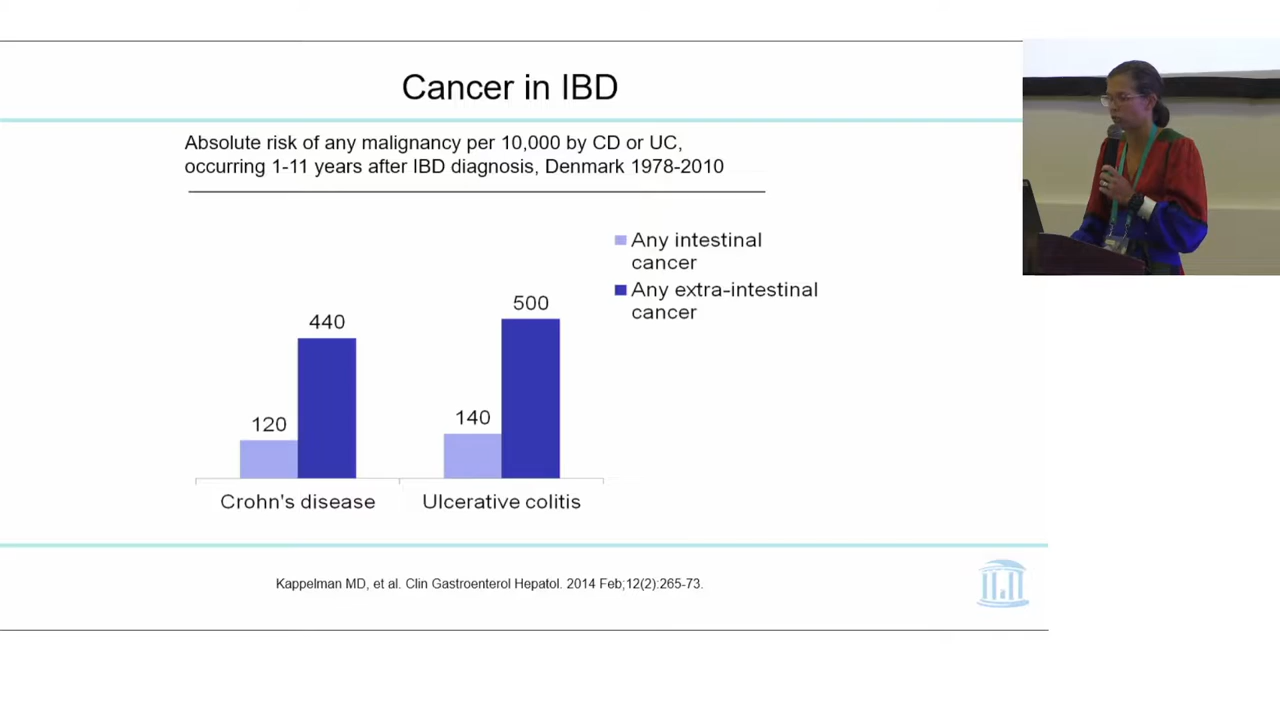 Cancer in IBD
Absolute risk of any malignancy per 10,000 by CD or UC,
occurring 1-11 years after IBD diagnosis, Denmark 1978-2010
Any intestinal
cancer
Any extra-intestinal
cancer
500
440
140
120
Crohn's disease
Ulcerative colitis
Kappelman MD, et al. Clin Gastroenterol Hepatol. 2014 Feb;12(2):265-73.